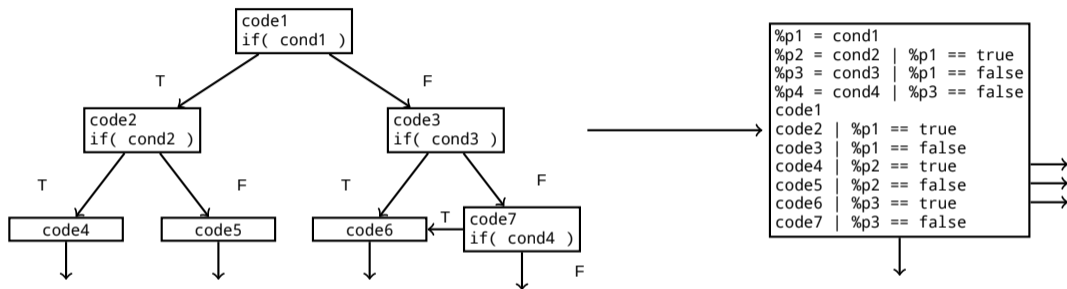 code1
if( cond1 )
T
F
code2
if( cond2 )
code3
if( cond3 )
T
F
T
F
code4
code5
code6
T
code7
if( cond4 )
F
%p1 = cond1
%p2 = cond2 | %p1 == true
%p3 = cond3 | %p1 == false
%p4 = cond4 | %p3 == false
code1
code2 | %p1 == true
code3 | %p1 == false
code4 | %p2 == true
code5 | %p2 == false
code6 | %p3 == true
code7 | %p3 == false